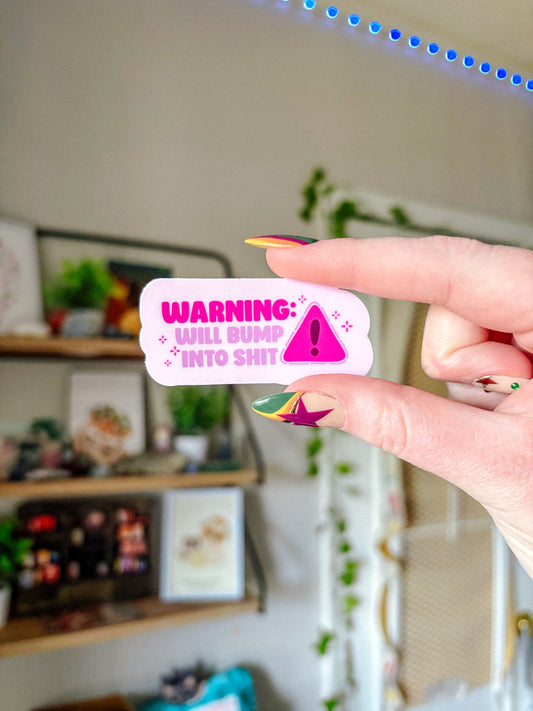 WARNING:
WILL BUMP
INTO SHIT
!